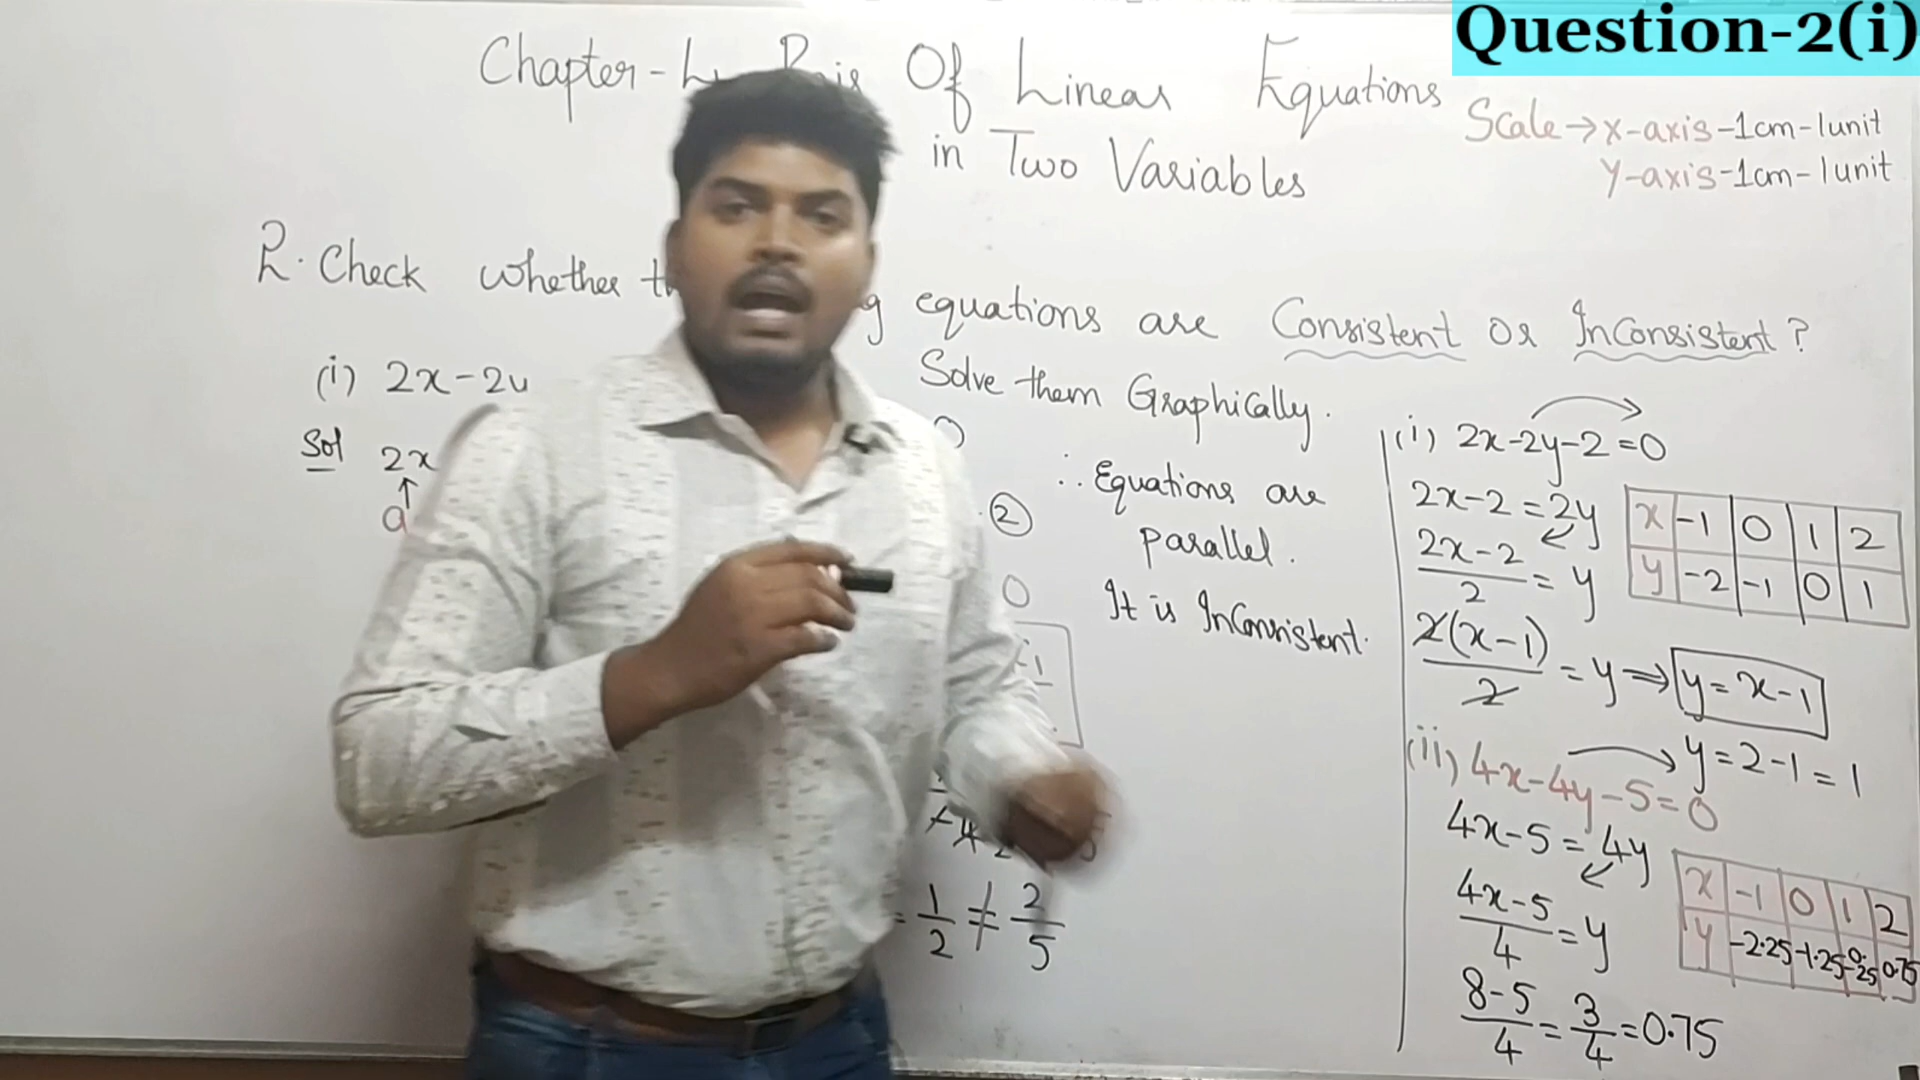 Question-2(i)
Chapter-4 Of Linear Equations
in Two Variables
Scale→x-axis-1cm-1unit
y-axis-1cm-1unit
2. Check whether equations are Consistent or InConsistent?
Solve them Graphically.
(i) 2x-2y
Sol 2x
a
②
0
∴ Equations are
parallel.
It is InConsistent.
= 1/2 ≠ 2/5
(i) 2x-2y-2=0
2x-2=2y
(2x-2)/2 = y
2(x-1)/2 = y ⇒ y=x-1
x -1 0 1 2
y -2 -1 0 1
y=2-1=1
(ii) 4x-4y-5=0
4x-5=4y
(4x-5)/4 = y
(8-5)/4 = 3/4 = 0.75
x -1 0 1 2
y -2.25 -1.25 0.-25 0.75